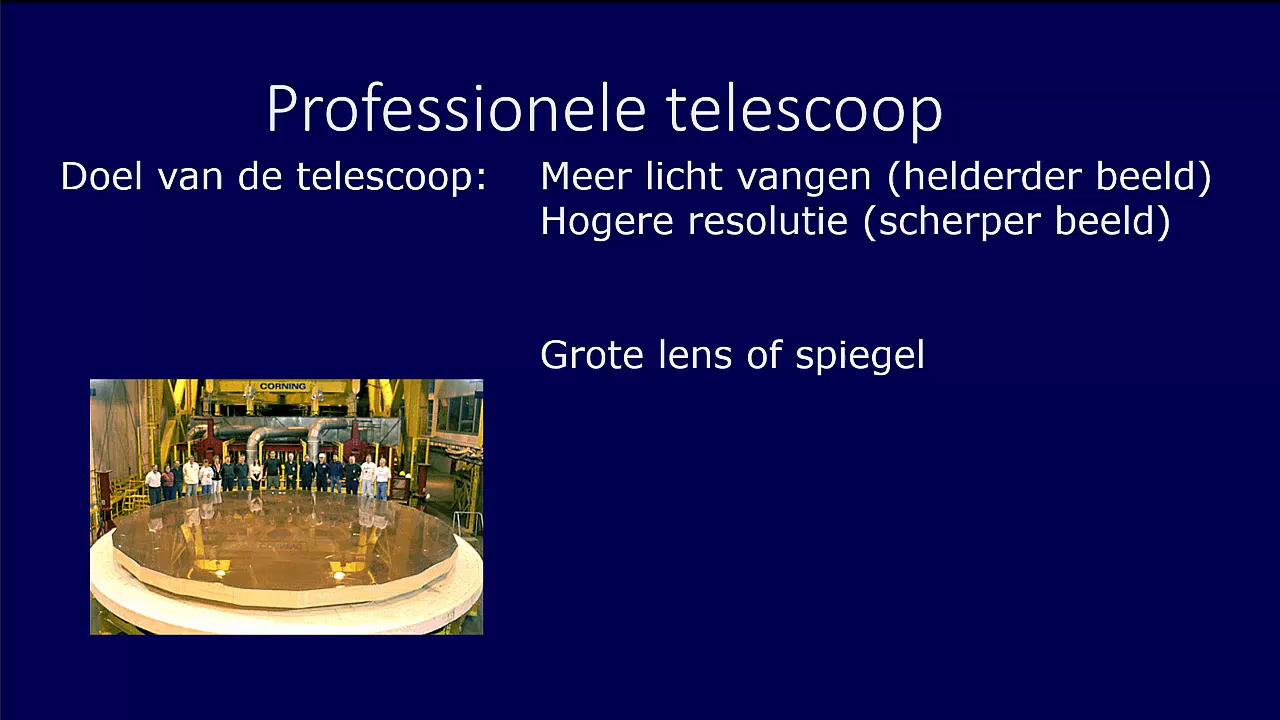 Professionele telescoop
Doel van de telescoop:
Meer licht vangen (helderder beeld)
Hogere resolutie (scherper beeld)
Grote lens of spiegel
CORNING